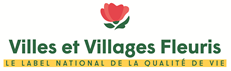 Villes et Villages Fleuris
LE LABEL NATIONAL DE LA QUALITÉ DE VIE